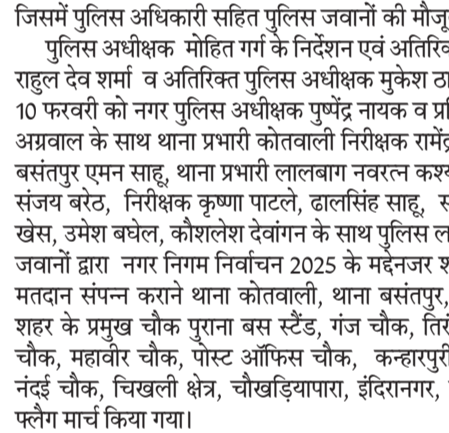 जिसमें पुलिस अधिकारी सहित पुलिस जवानों की
पुलिस अधीक्षक मोहित गर्ग के निर्देशन एवं
राहुल देव शर्मा व अतिरिक्त पुलिस अधीक्षक मुकेश
10 फरवरी को नगर पुलिस अधीक्षक पुष्पेंद्र नायक व
अग्रवाल के साथ थाना प्रभारी कोतवाली निरीक्षक
बसंतपुर एमन साहू, थाना प्रभारी लालबाग नवरत्न
संजय बरेठ, निरीक्षक कृष्णा पाटले, ढालसिंह साहू,
खेस, उमेश बघेल, कौशलेश देवांगन के साथ पुलिस
जवानों द्वारा नगर निगम निर्वाचन 2025 के मद्देनजर
मतदान संपन्न कराने थाना कोतवाली, थाना बसंतपुर,
शहर के प्रमुख चौक पुराना बस स्टैंड, गंज चौक,
चौक, महावीर चौक, पोस्ट ऑफिस चौक, कन्हारपुरी
नंदई चौक, चिखली क्षेत्र, चौखड़ियापारा, इंदिरानगर,
फ्लैग मार्च किया गया।